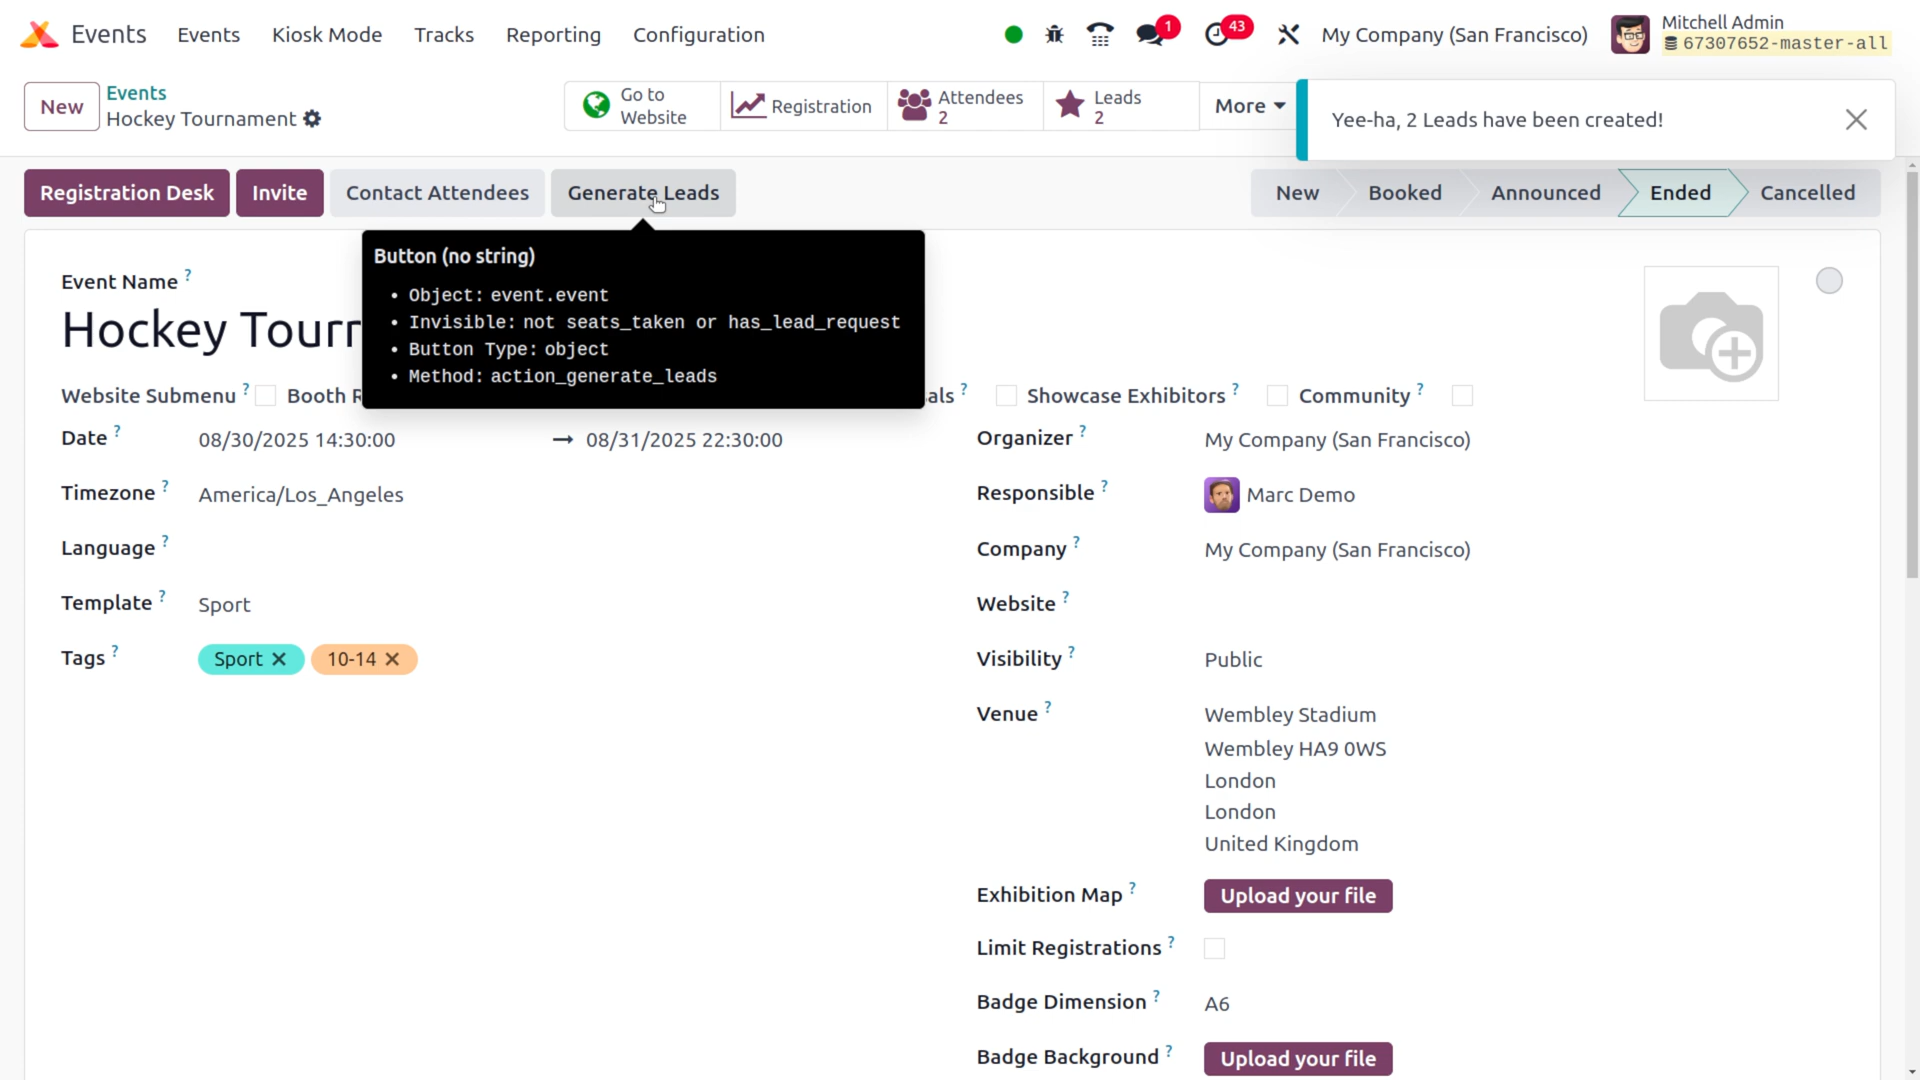 Events
Events
Kiosk Mode
Tracks
Reporting
Configuration
1
43
My Company (San Francisco)
Mitchell Admin
67307652-master-all
New
Events
Hockey Tournament
Go to
Website
Registration
Attendees
2
Leads
2
More
Yee-ha, 2 Leads have been created!
Registration Desk
Invite
Contact Attendees
Generate Leads
New
Booked
Announced
Ended
Cancelled
Button (no string)
• Object: event.event
• Invisible: not seats_taken or has_lead_request
• Button Type: object
• Method: action_generate_leads
Event Name ?
Hockey Tourn
Website Submenu ?
Booth R
als ?
Showcase Exhibitors ?
Community ?
Date ?
08/30/2025 14:30:00 → 08/31/2025 22:30:00
Timezone ?
America/Los_Angeles
Language ?
Template ?
Sport
Tags ?
Sport ×
10-14 ×
Organizer ?
My Company (San Francisco)
Responsible ?
Marc Demo
Company ?
My Company (San Francisco)
Website ?
Visibility ?
Public
Venue ?
Wembley Stadium
Wembley HA9 0WS
London
London
United Kingdom
Exhibition Map ?
Upload your file
Limit Registrations ?
Badge Dimension ?
A6
Badge Background ?
Upload your file